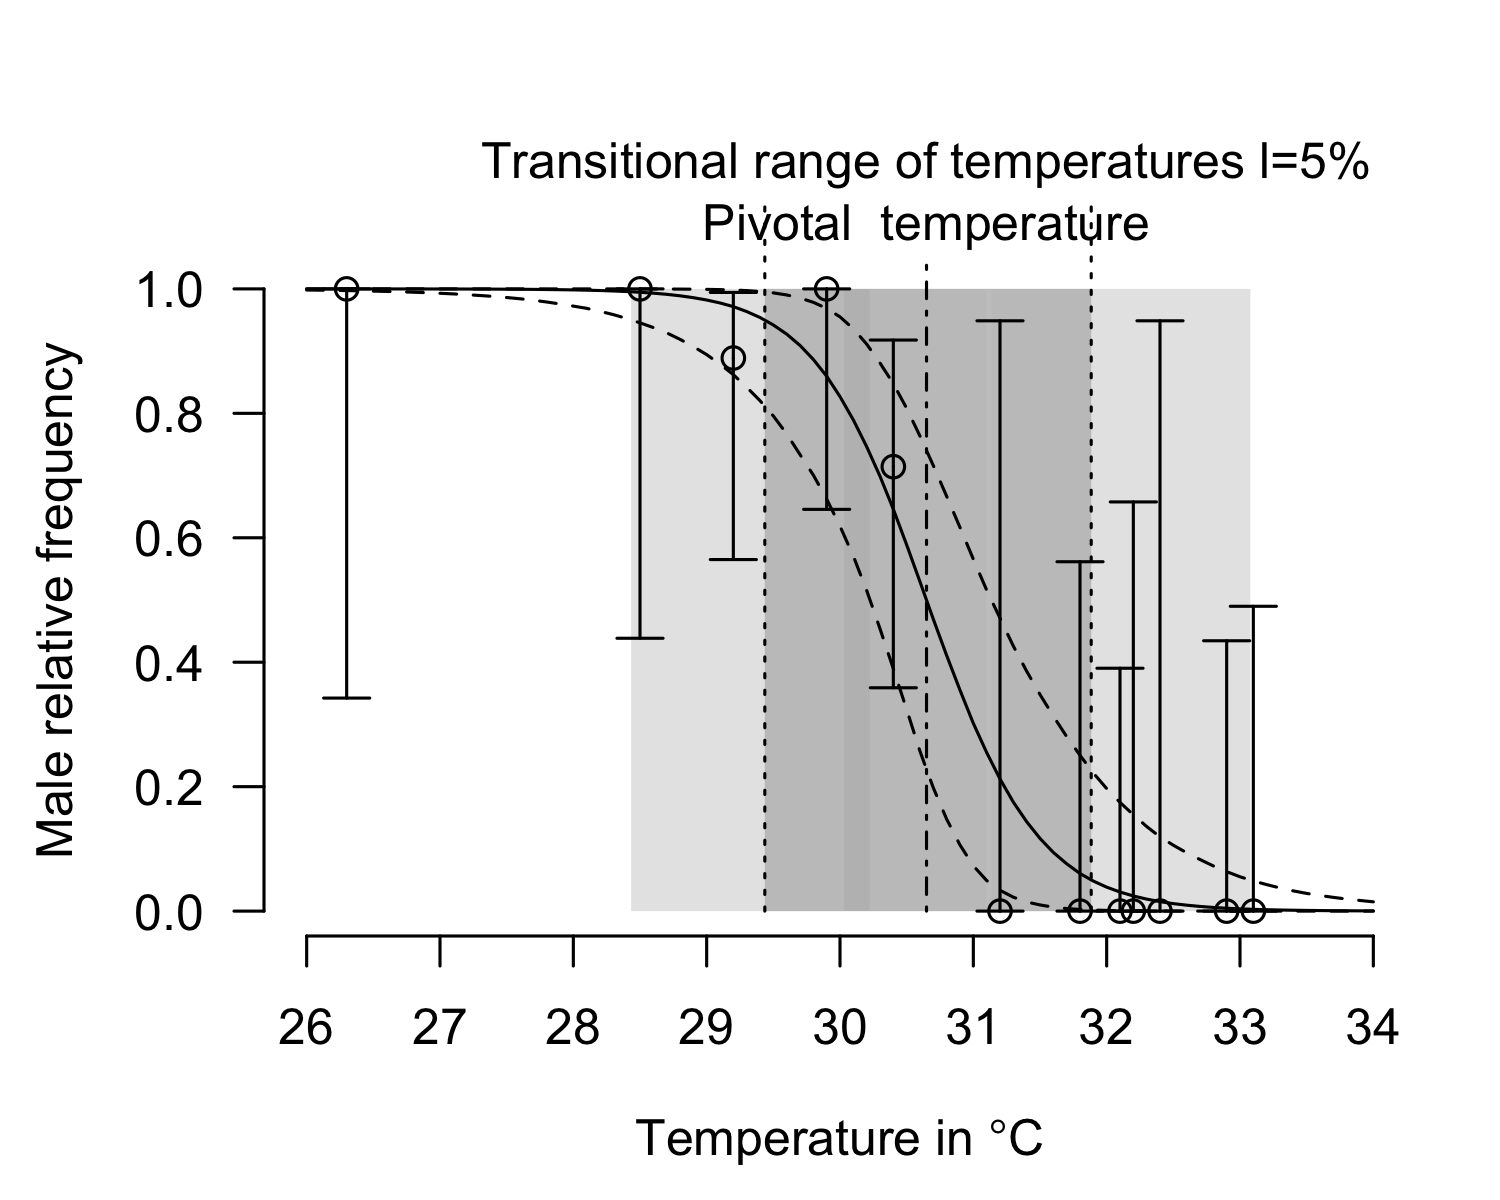 Transitional range of temperatures l=5%
Pivotal temperature
Male relative frequency
1.0
0.8
0.6
0.4
0.2
0.0
26 27 28 29 30 31 32 33 34
Temperature in °C